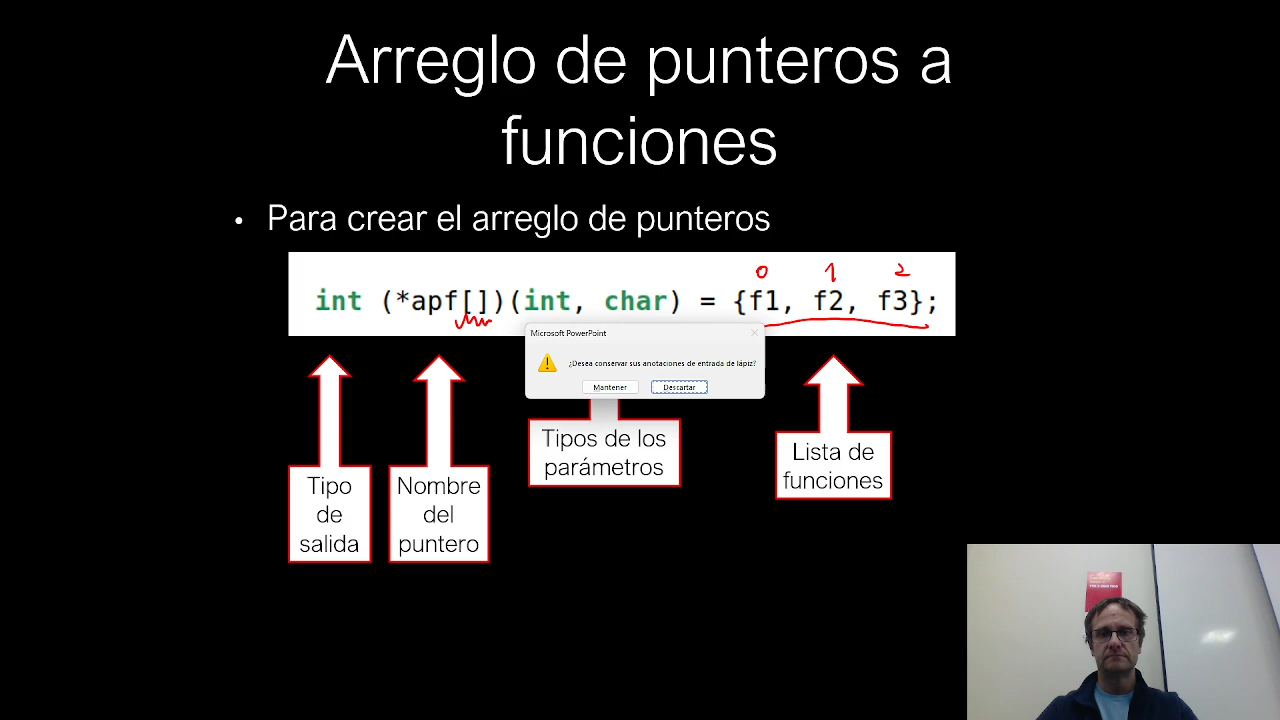 Arreglo de punteros a
funciones
• Para crear el arreglo de punteros
0 1 2
int (*apf[])(int, char) = {f1, f2, f3};
Microsoft PowerPoint
¿Desea conservar sus anotaciones de entrada de lápiz?
Mantener
Descartar
Tipo
de
salida
Nombre
del
puntero
Tipos de los
parámetros
Lista de
funciones